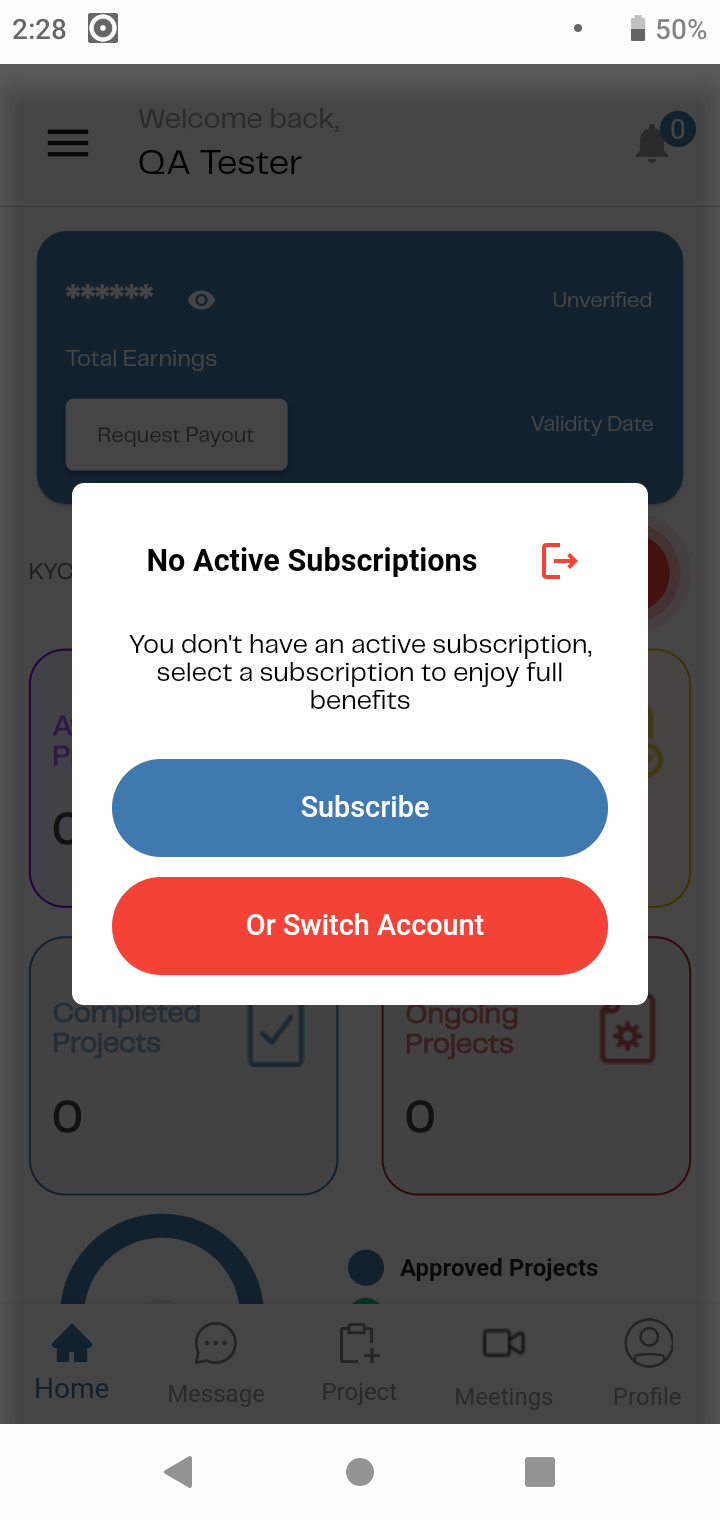 2:28
50%
Welcome back,
QA Tester
0
******
Unverified
Total Earnings
Request Payout
Validity Date
KYC
No Active Subscriptions
You don't have an active subscription,
select a subscription to enjoy full
benefits
Subscribe
Or Switch Account
Completed
Projects
0
Ongoing
Projects
0
Approved Projects
Home
Message
Project
Meetings
Profile